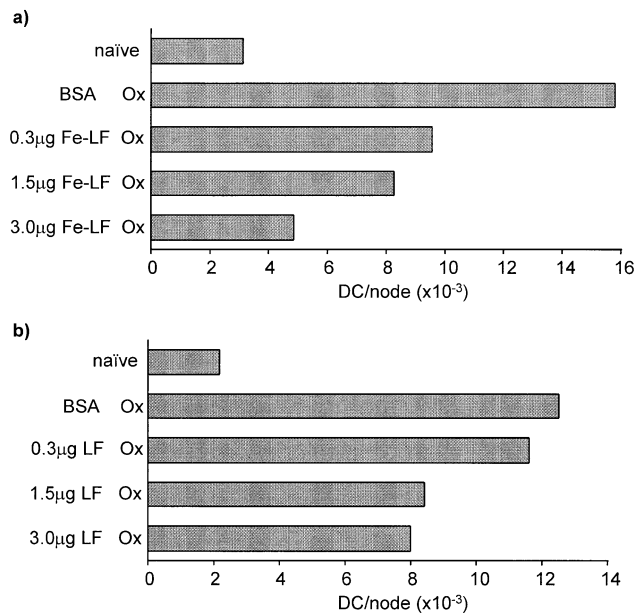 a)
naïve
BSA Ox
0.3µg Fe-LF Ox
1.5µg Fe-LF Ox
3.0µg Fe-LF Ox
0 2 4 6 8 10 12 14 16
DC/node (x10-3)
b)
naïve
BSA Ox
0.3µg LF Ox
1.5µg LF Ox
3.0µg LF Ox
0 2 4 6 8 10 12 14
DC/node (x10-3)